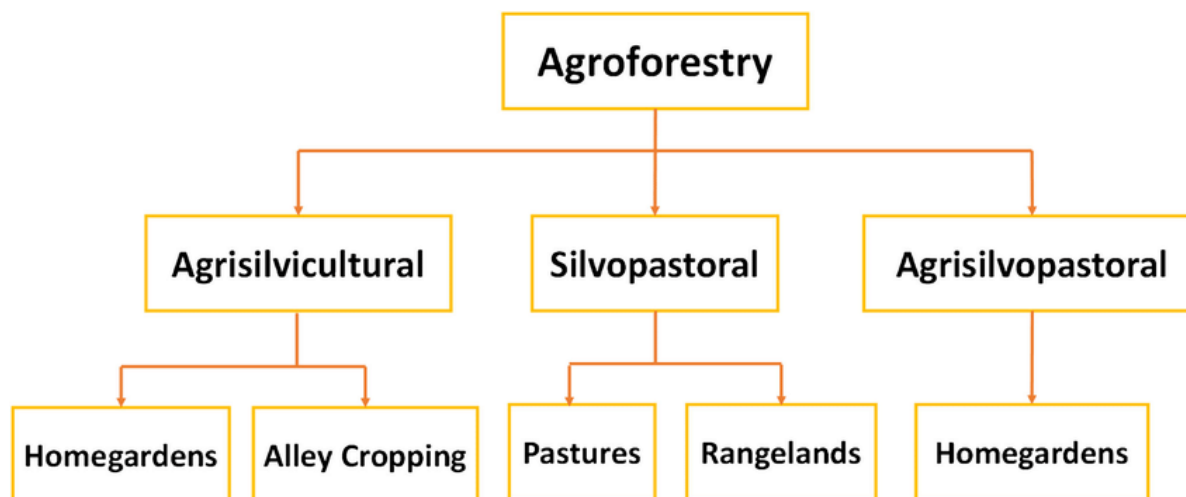 Agroforestry
Agrisilvicultural
Silvopastoral
Agrisilvopastoral
Homegardens
Alley Cropping
Pastures
Rangelands
Homegardens